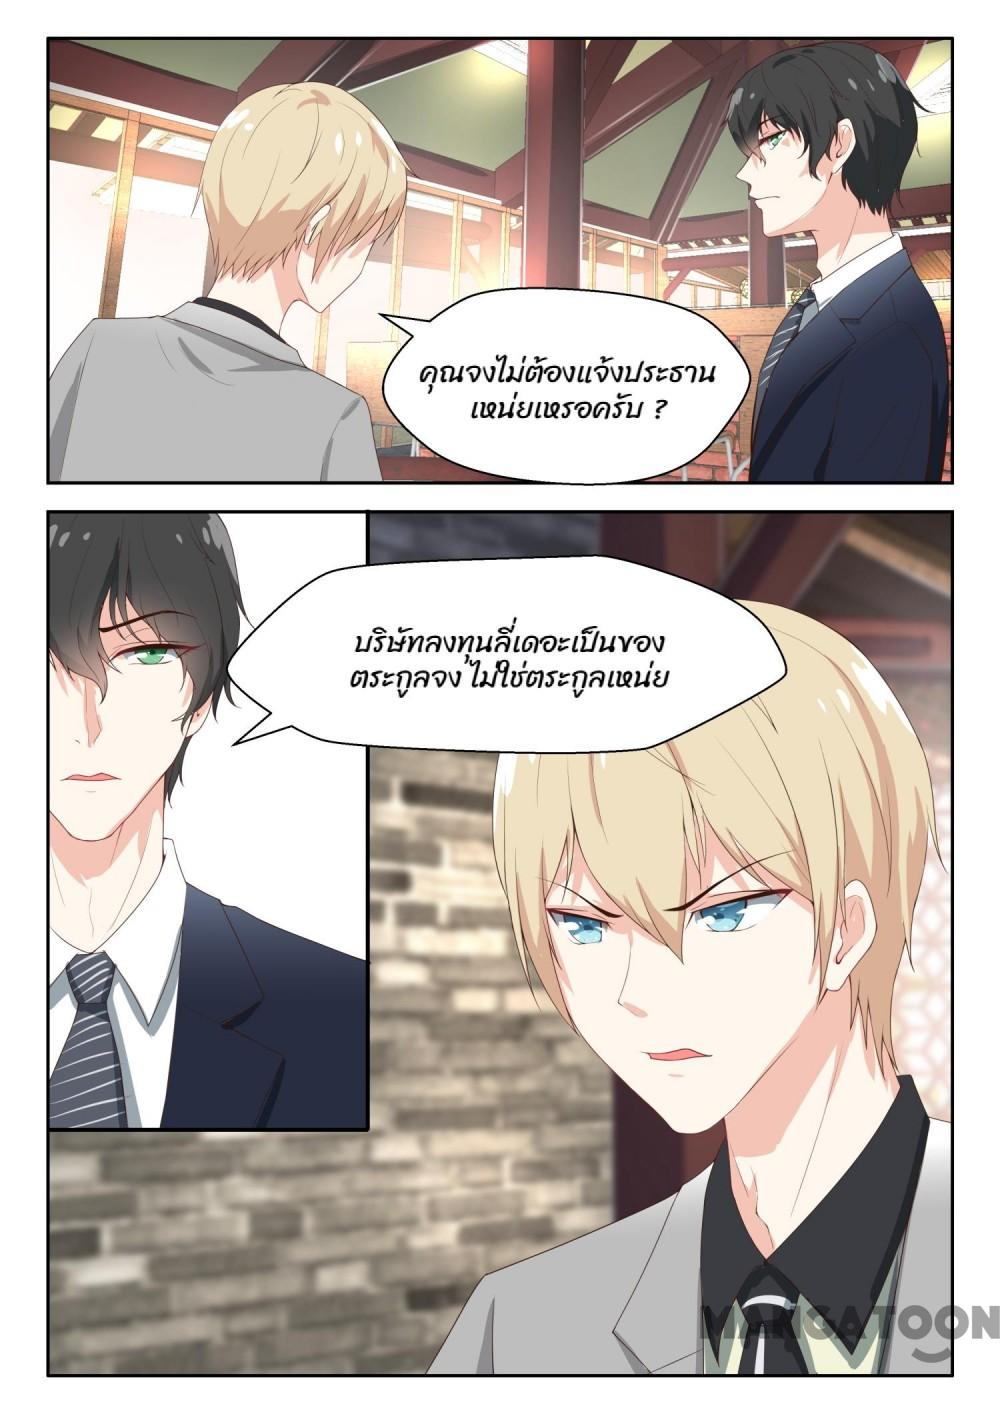 คุณจงไม่ต้องแจ้งประธาน
เหน่ยเหรอครับ ?
บริษัทลงทุนลี่เดอะเป็นของ
ตระกูลจง ไม่ใช่ตระกูลเหน่ย
MANGATOON